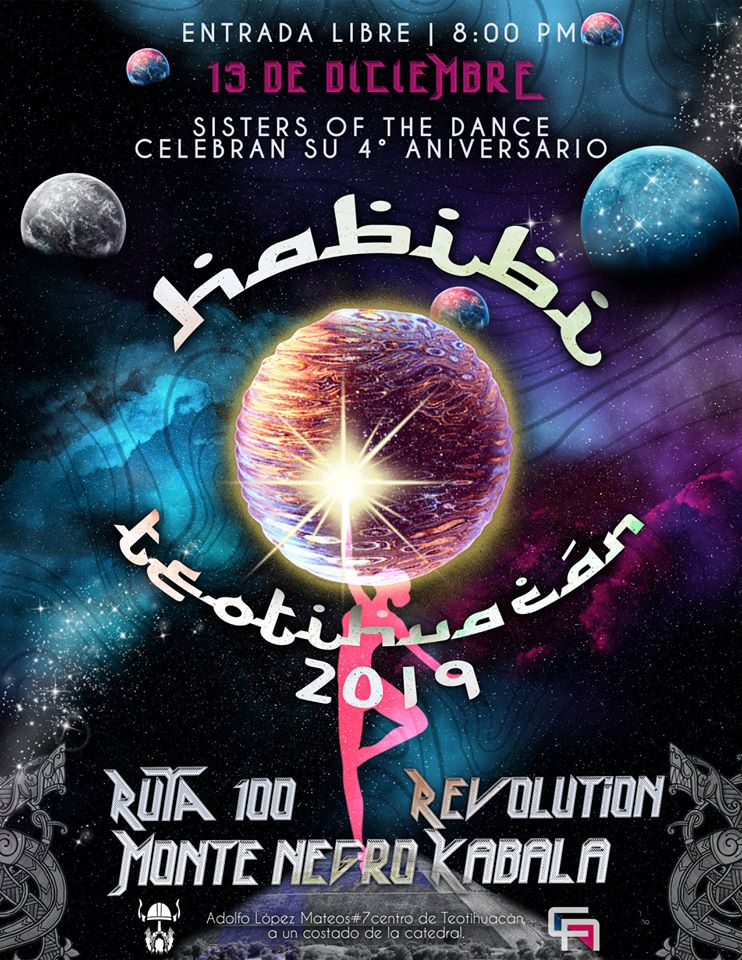 ENTRADA LIBRE | 8:00 PM
13 DE DICIEMBRE
SISTERS OF THE DANCE
CELEBRAN SU 4° ANIVERSARIO
habibi
teotihuacán
2019
RUTA 100 REVOLUTION
MONTE NEGRO KABALA
Adolfo López Mateos#7centro de Teotihuacán,
a un costado de la catedral.